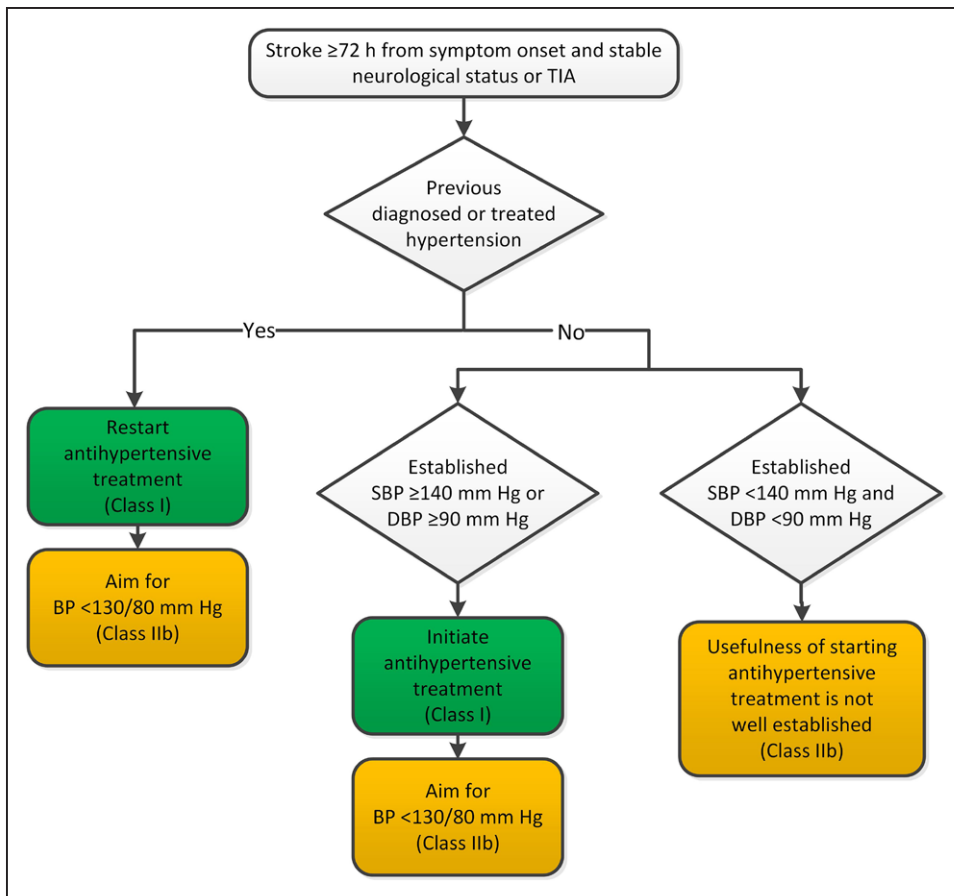 Stroke ≥72 h from symptom onset and stable
neurological status or TIA
Previous
diagnosed or treated
hypertension
Yes
No
Restart
antihypertensive
treatment
(Class I)
Aim for
BP <130/80 mm Hg
(Class IIb)
Established
SBP ≥140 mm Hg or
DBP ≥90 mm Hg
Initiate
antihypertensive
treatment
(Class I)
Aim for
BP <130/80 mm Hg
(Class IIb)
Established
SBP <140 mm Hg and
DBP <90 mm Hg
Usefulness of starting
antihypertensive
treatment is not
well established
(Class IIb)